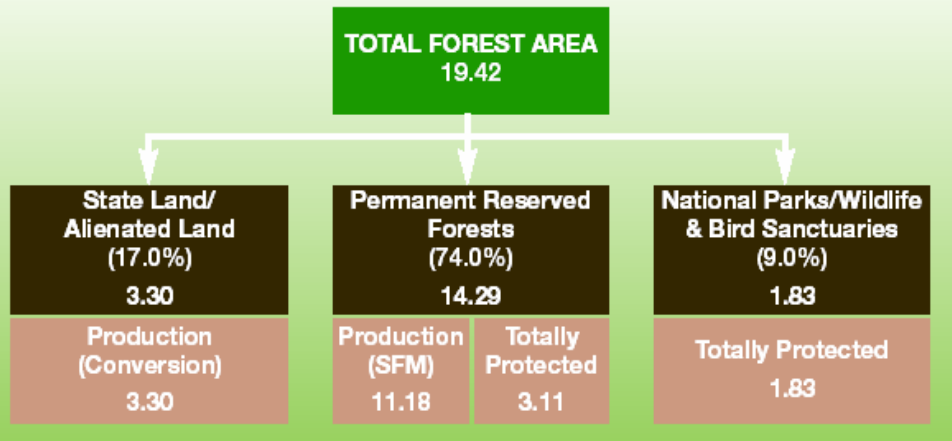 TOTAL FOREST AREA
19.42
State Land/
Alienated Land
(17.0%)
3.30
Production
(Conversion)
3.30
Permanent Reserved
Forests
(74.0%)
14.29
Production
(SFM)
11.18
Totally
Protected
3.11
National Parks/Wildlife
& Bird Sanctuaries
(9.0%)
1.83
Totally Protected
1.83